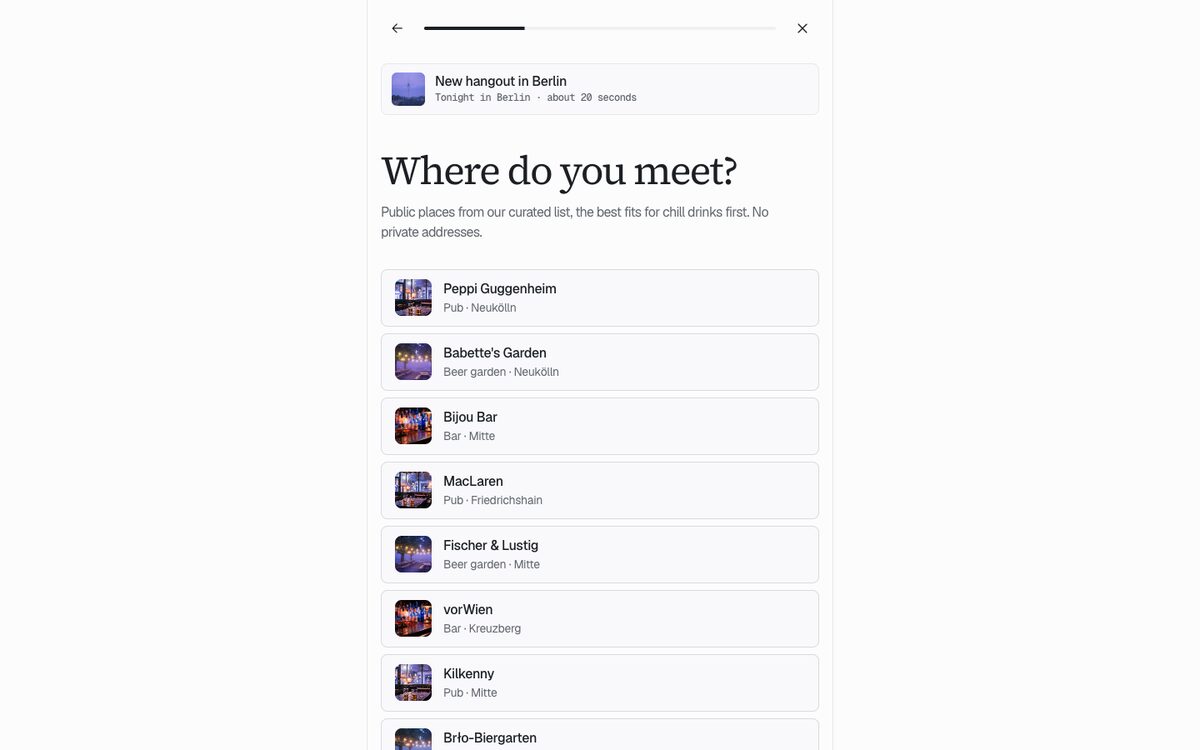 New hangout in Berlin
Tonight in Berlin · about 20 seconds
Where do you meet?
Public places from our curated list, the best fits for chill drinks first. No
private addresses.
Peppi Guggenheim
Pub · Neukölln
Babette's Garden
Beer garden · Neukölln
Bijou Bar
Bar · Mitte
MacLaren
Pub · Friedrichshain
Fischer & Lustig
Beer garden · Mitte
vorWien
Bar · Kreuzberg
Kilkenny
Pub · Mitte
Brło-Biergarten